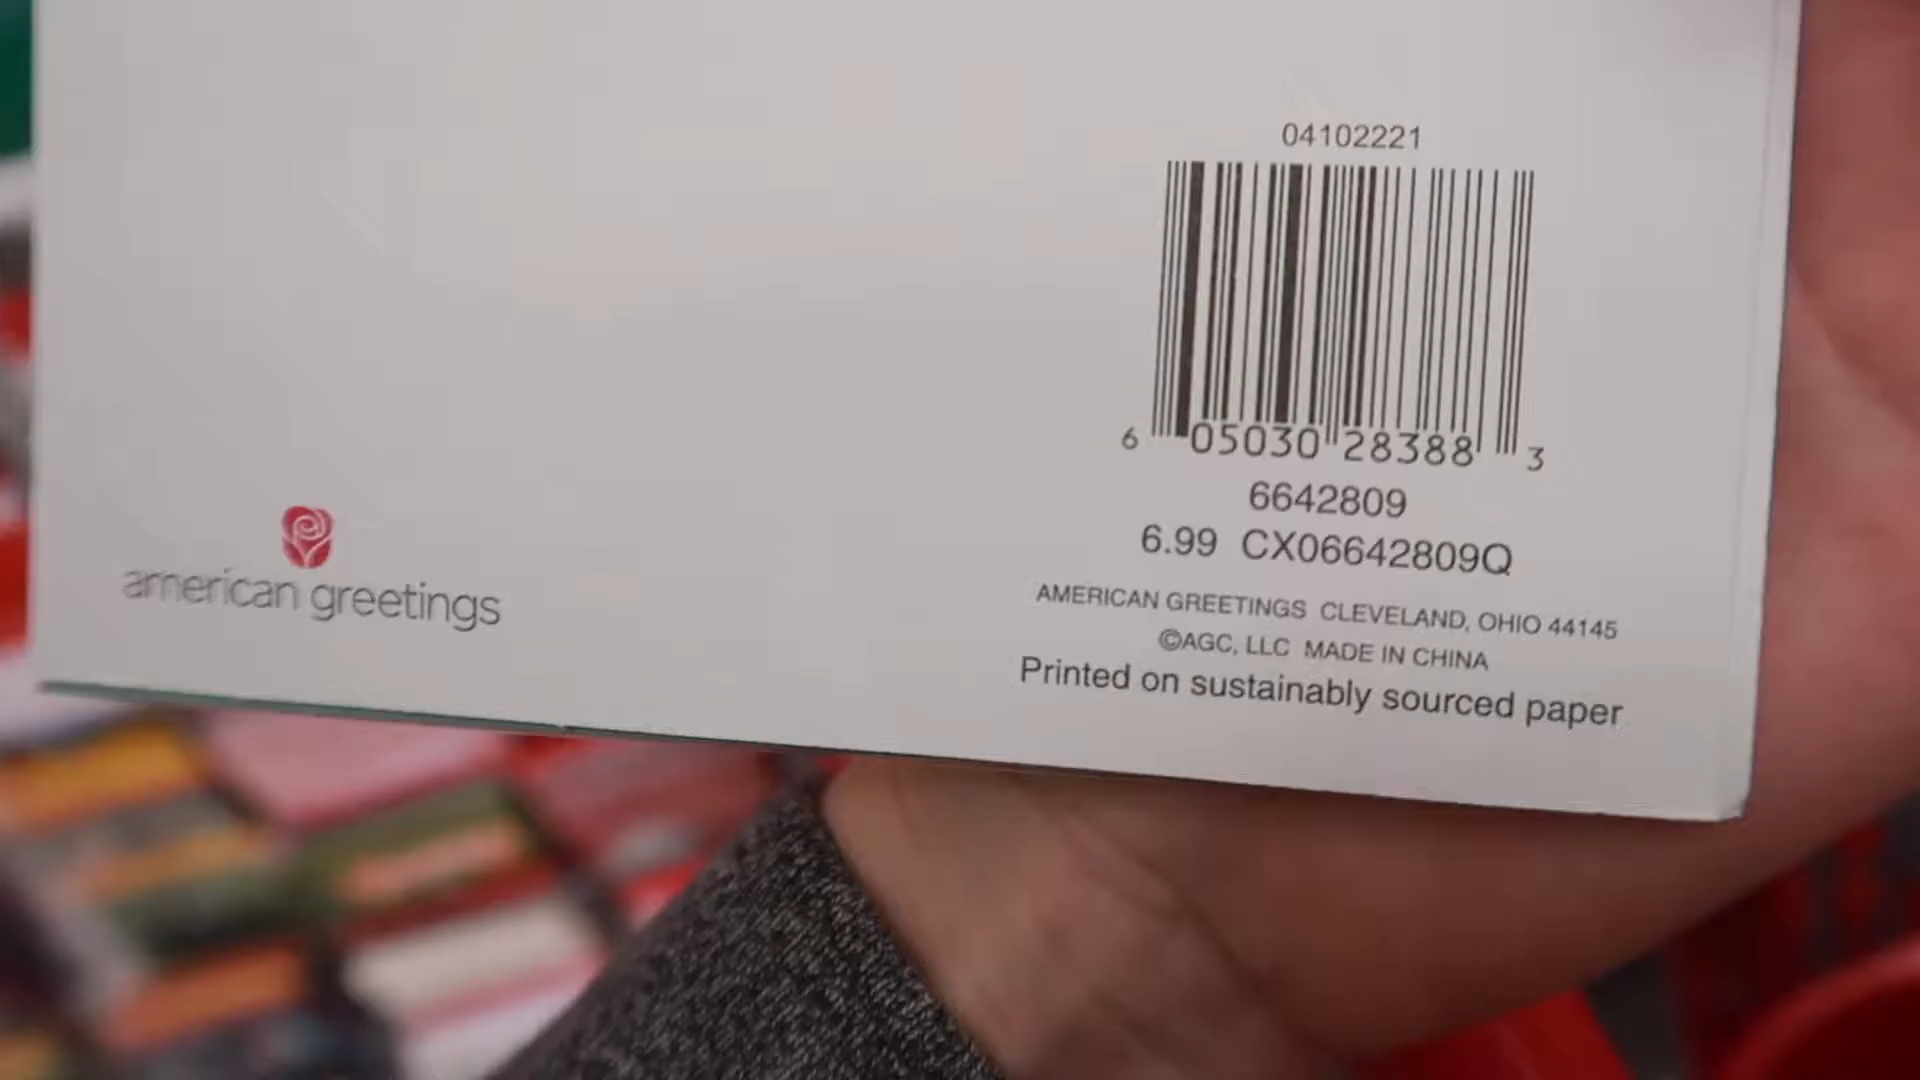 04102221
6 05030 28388 3
6642809
6.99 CX06642809Q
AMERICAN GREETINGS CLEVELAND, OHIO 44145
©AGC, LLC MADE IN CHINA
Printed on sustainably sourced paper
american greetings